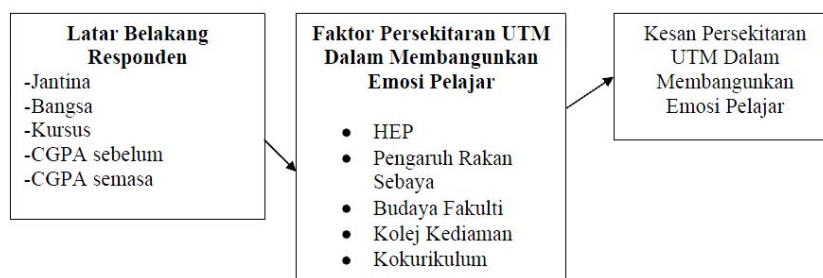 Latar Belakang
Responden
-Jantina
-Bangsa
-Kursus
-CGPA sebelum
-CGPA semasa
Faktor Persekitaran UTM
Dalam Membangunkan
Emosi Pelajar
• HEP
• Pengaruh Rakan
Sebaya
• Budaya Fakulti
• Kolej Kediaman
• Kokurikulum
Kesan Persekitaran
UTM Dalam
Membangunkan
Emosi Pelajar